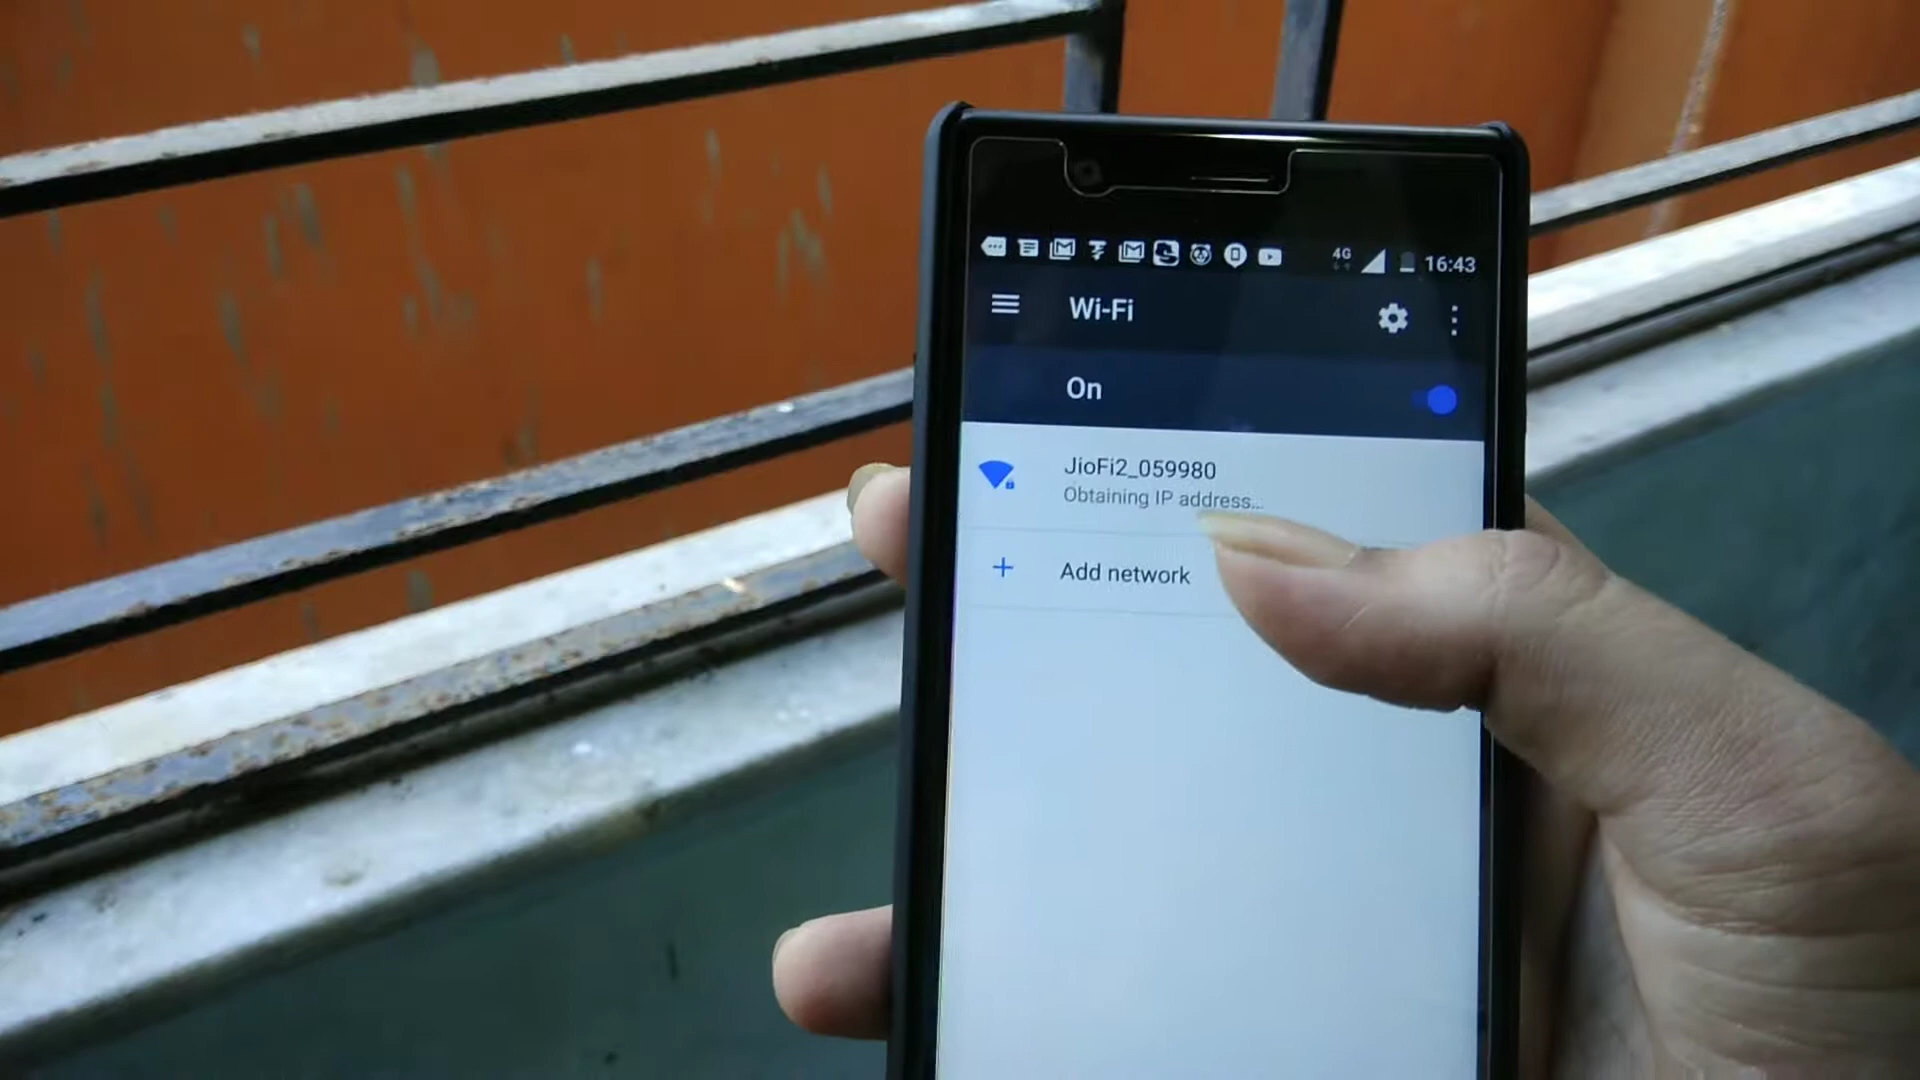 4G 16:43
Wi-Fi
On
JioFi2_059980
Obtaining IP address...
Add network